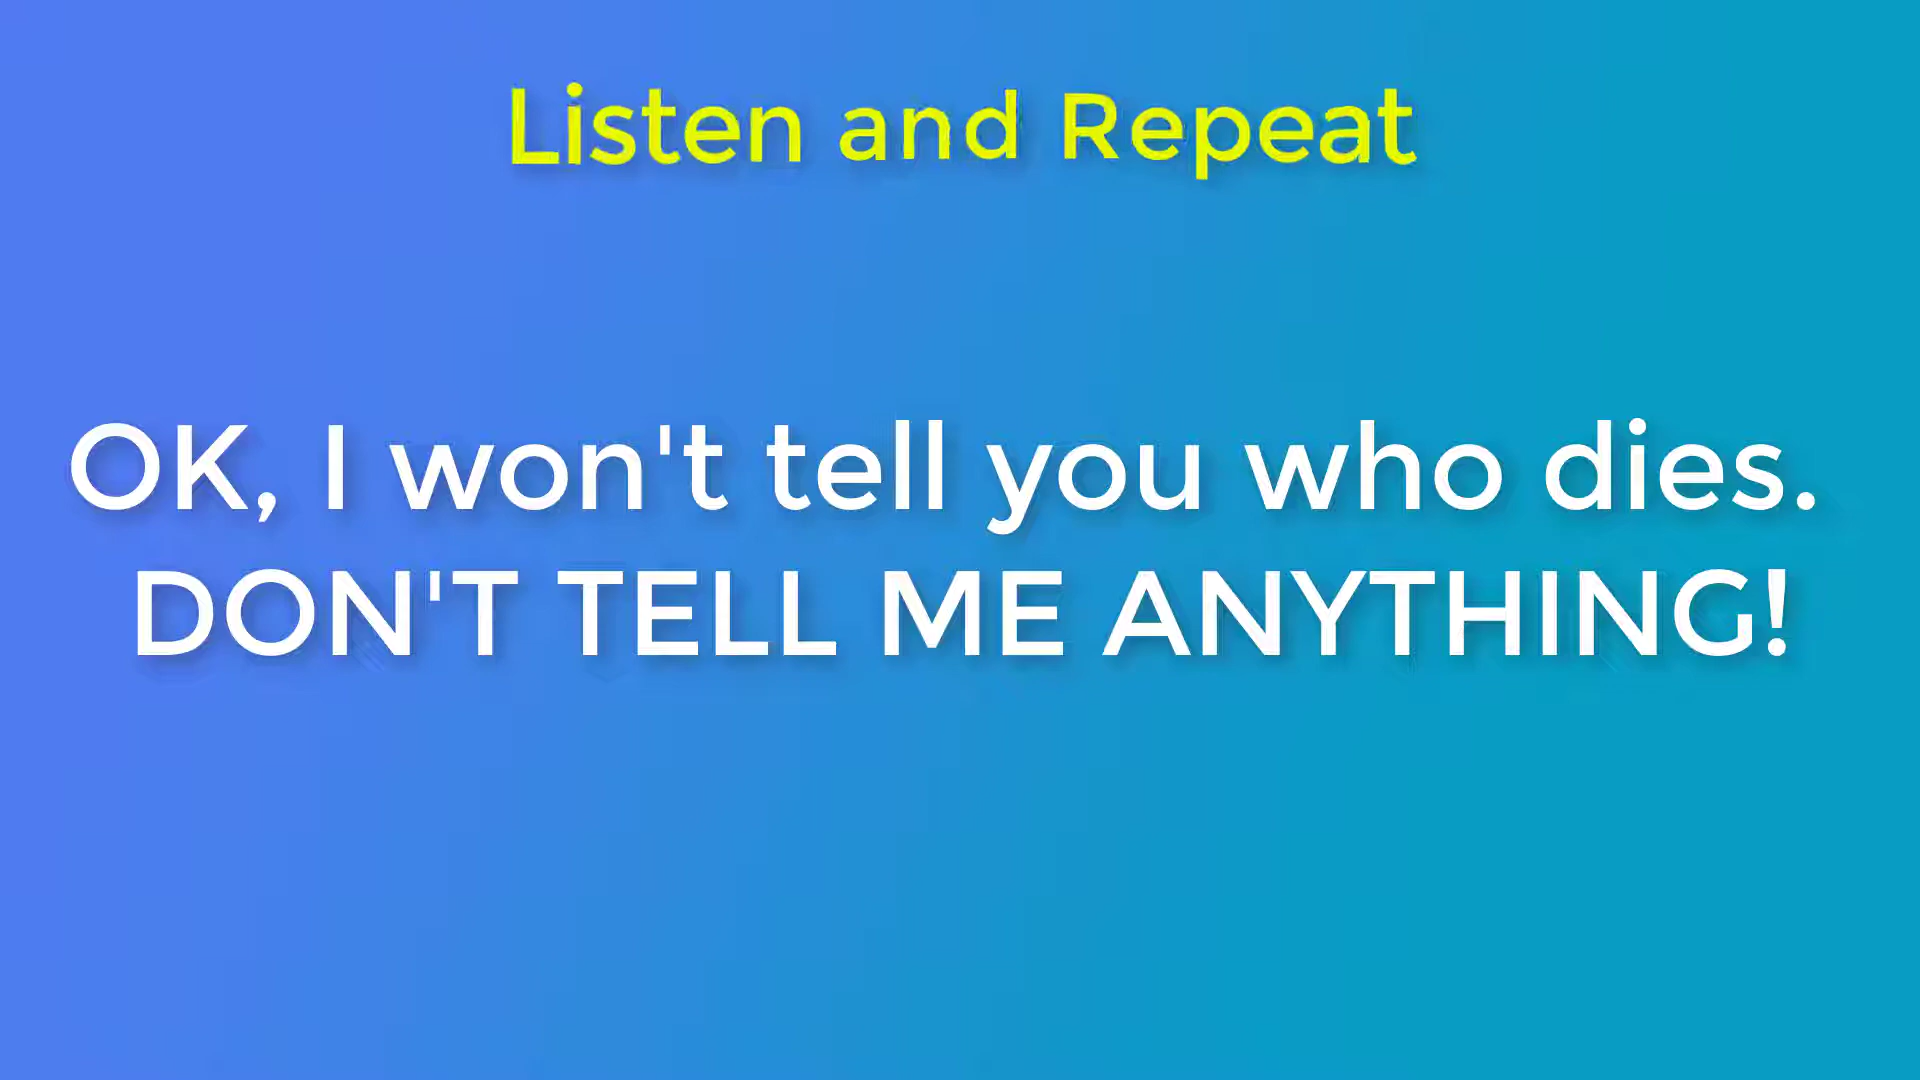 Listen and Repeat
OK, I won't tell you who dies.
DON'T TELL ME ANYTHING!